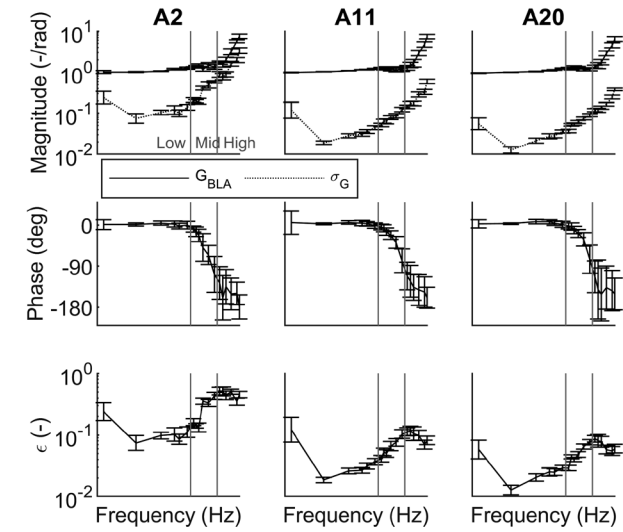 A2 A11 A20
Magnitude (-/rad)
10^1
10^0
10^-1
10^-2
Low Mid High
G_BLA σ_G
Phase (deg)
0
-90
-180
ϵ (-)
10^0
10^-1
10^-2
Frequency (Hz) Frequency (Hz) Frequency (Hz)